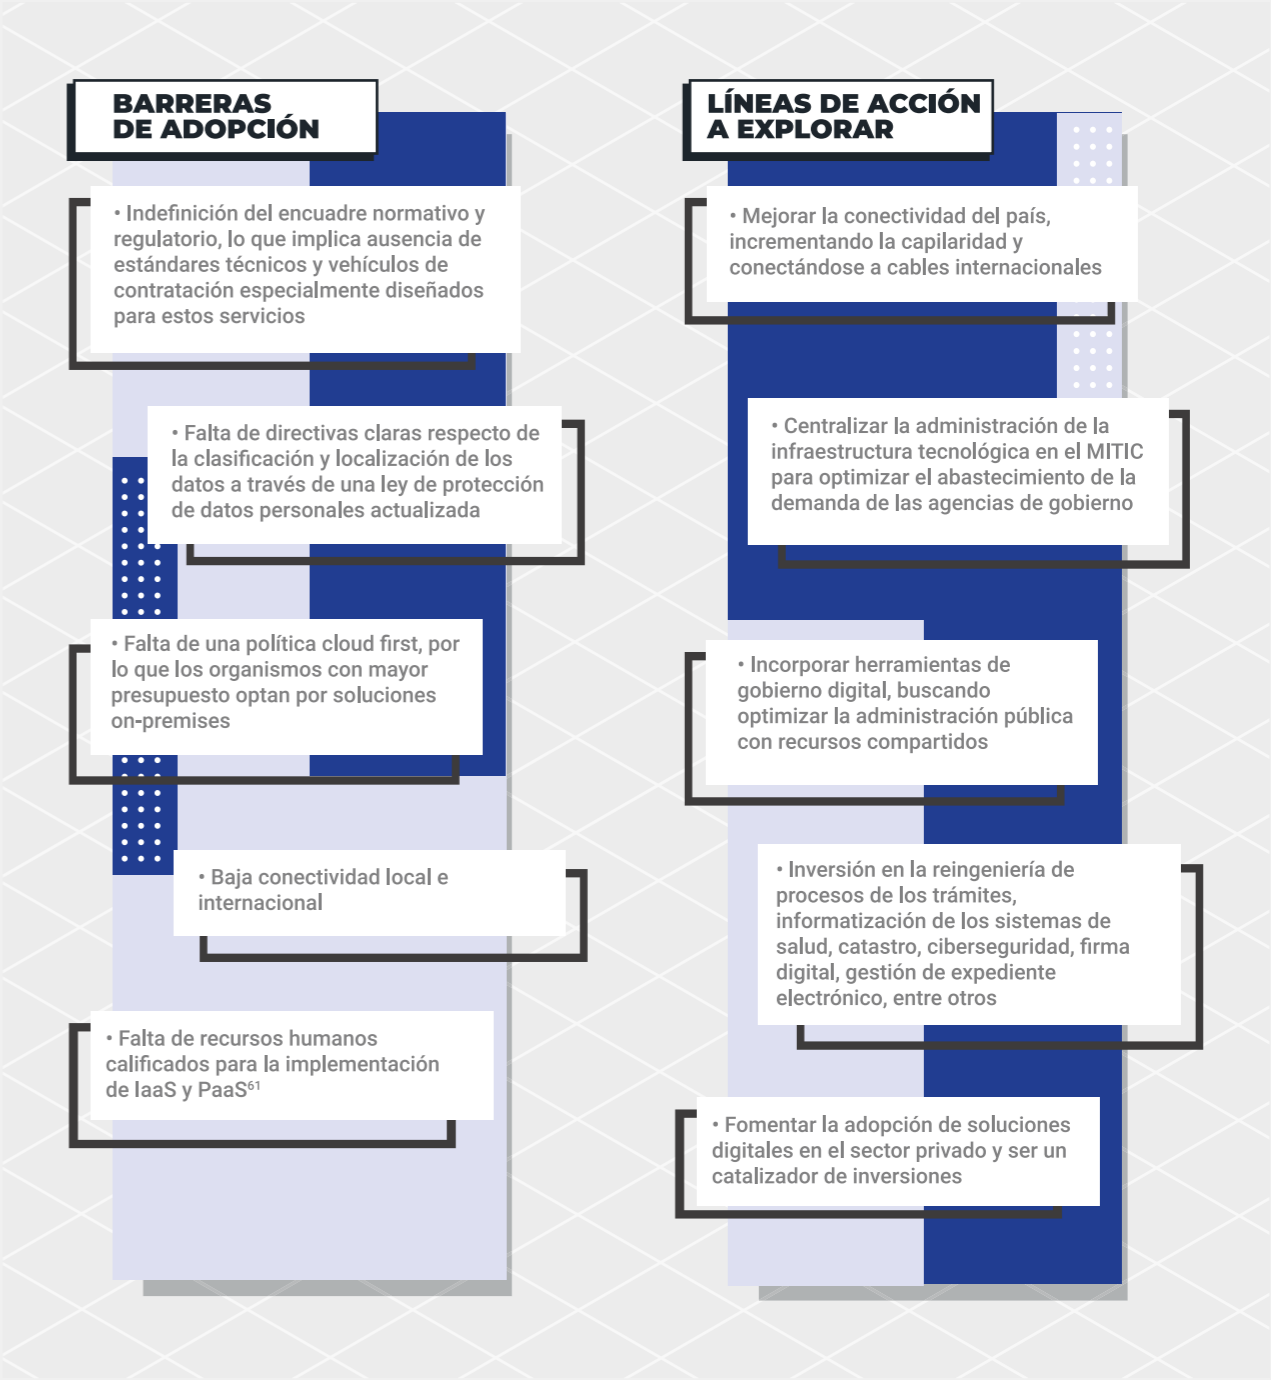 BARRERAS
DE ADOPCIÓN
• Indefinición del encuadre normativo y
regulatorio, lo que implica ausencia de
estándares técnicos y vehículos de
contratación especialmente diseñados
para estos servicios
• Falta de directivas claras respecto de
la clasificación y localización de los
datos a través de una ley de protección
de datos personales actualizada
• Falta de una política cloud first, por
lo que los organismos con mayor
presupuesto optan por soluciones
on-premises
• Baja conectividad local e
internacional
• Falta de recursos humanos
calificados para la implementación
de IaaS y PaaS⁶¹
LÍNEAS DE ACCIÓN
A EXPLORAR
• Mejorar la conectividad del país,
incrementando la capilaridad y
conectándose a cables internacionales
• Centralizar la administración de la
infraestructura tecnológica en el MITIC
para optimizar el abastecimiento de la
demanda de las agencias de gobierno
• Incorporar herramientas de
gobierno digital, buscando
optimizar la administración pública
con recursos compartidos
• Inversión en la reingeniería de
procesos de los trámites,
informatización de los sistemas de
salud, catastro, ciberseguridad, firma
digital, gestión de expediente
electrónico, entre otros
• Fomentar la adopción de soluciones
digitales en el sector privado y ser un
catalizador de inversiones